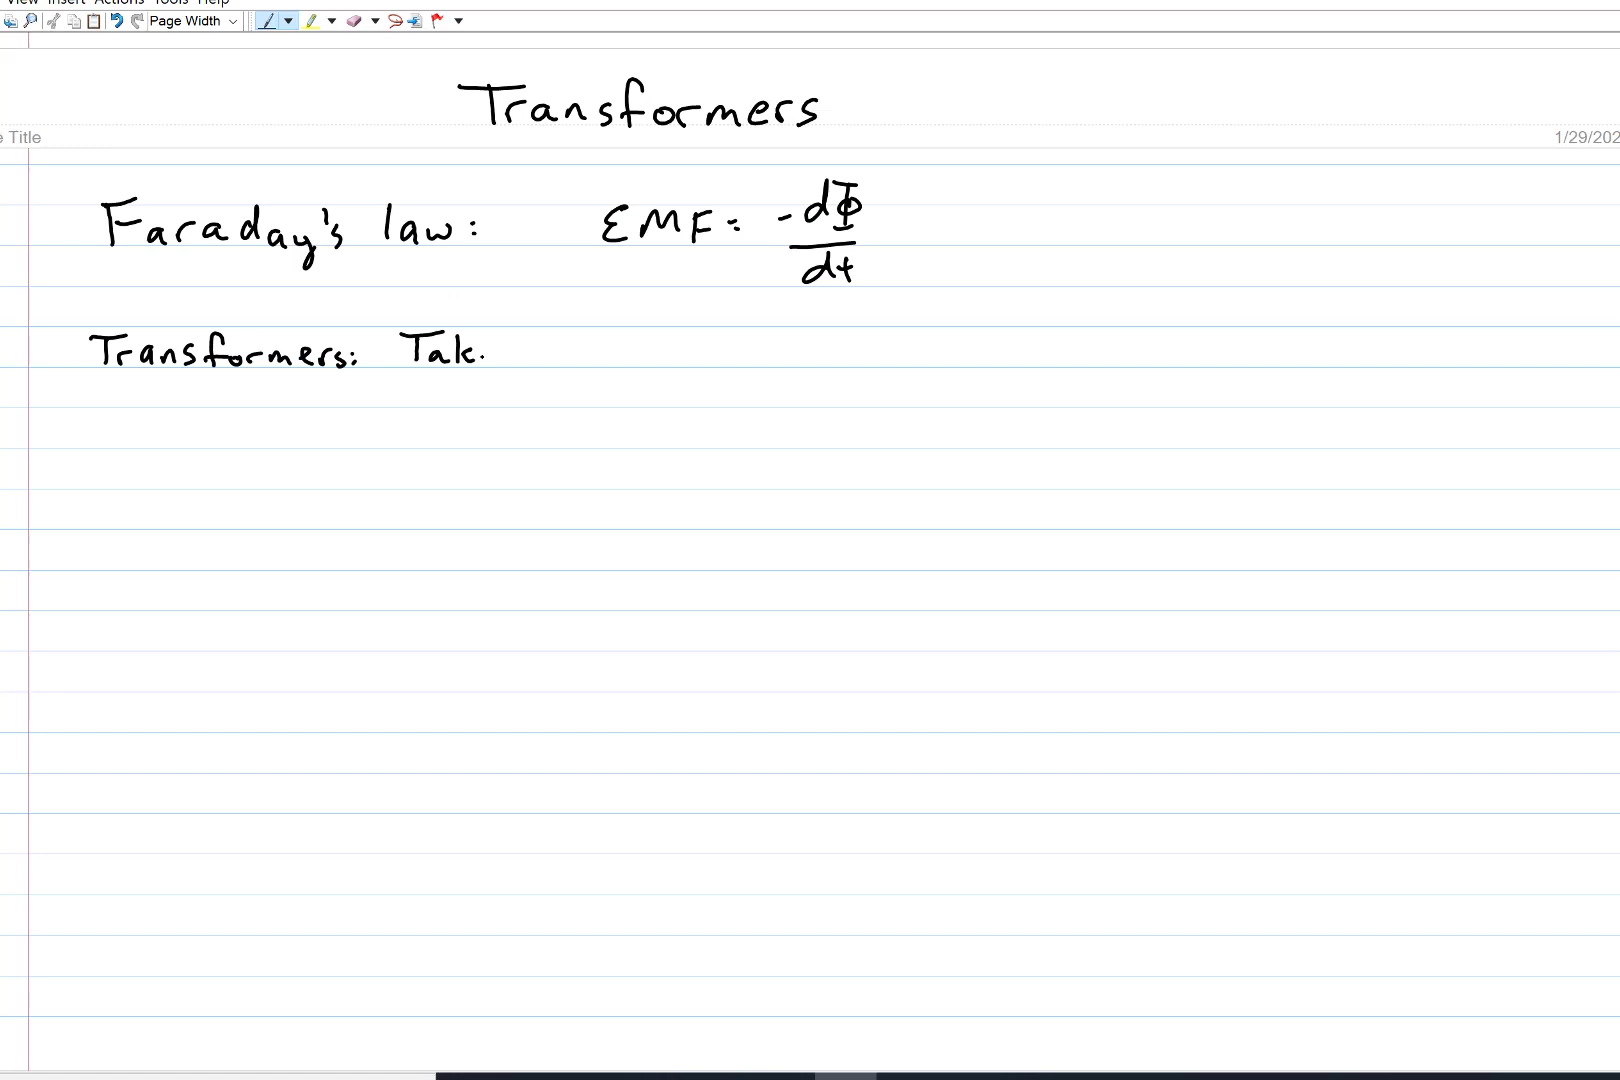 View Insert Actions Tools Help
Page Width
Transformers
Title
1/29/202
Faraday's law: EMF = -dΦ/dt
Transformers: Tak.